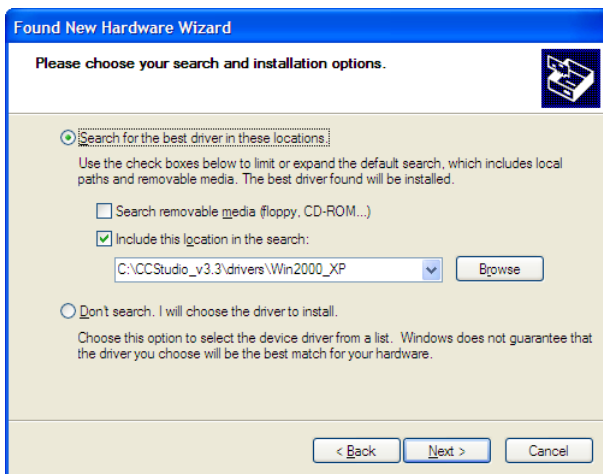 Found New Hardware Wizard
Please choose your search and installation options.
Search for the best driver in these locations.
Use the check boxes below to limit or expand the default search, which includes local
paths and removable media. The best driver found will be installed.
Search removable media (floppy, CD-ROM...)
Include this location in the search:
C:\CCStudio_v3.3\drivers\Win2000_XP
Browse
Don't search. I will choose the driver to install.
Choose this option to select the device driver from a list. Windows does not guarantee that
the driver you choose will be the best match for your hardware.
< Back Next > Cancel